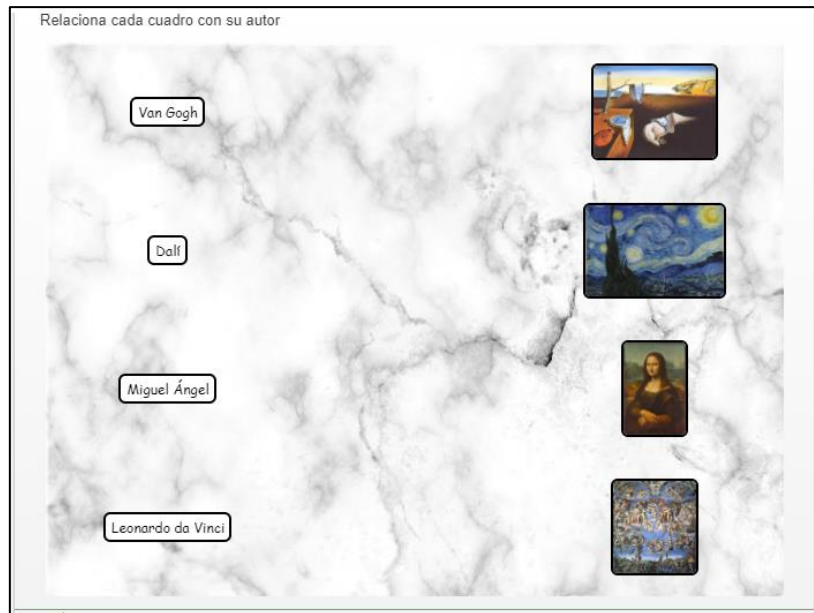 Relaciona cada cuadro con su autor
Van Gogh
Dalí
Miguel Ángel
Leonardo da Vinci